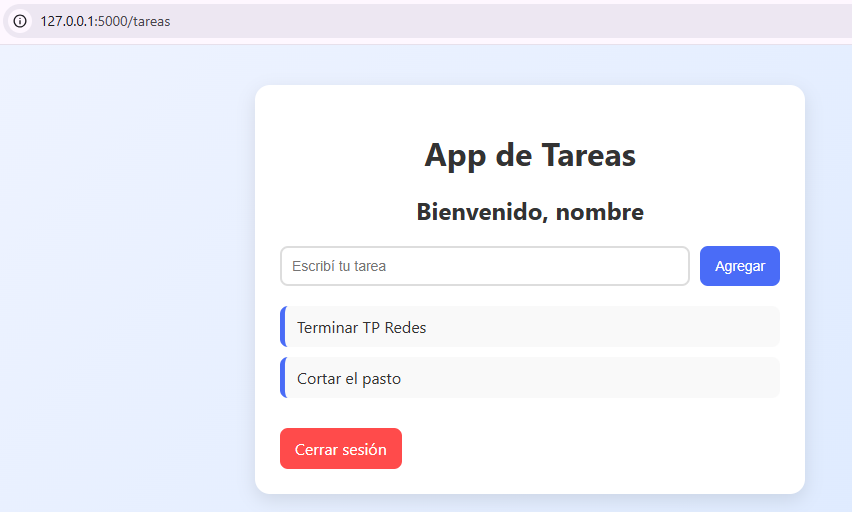 127.0.0.1:5000/tareas
App de Tareas
Bienvenido, nombre
Escribí tu tarea
Agregar
Terminar TP Redes
Cortar el pasto
Cerrar sesión